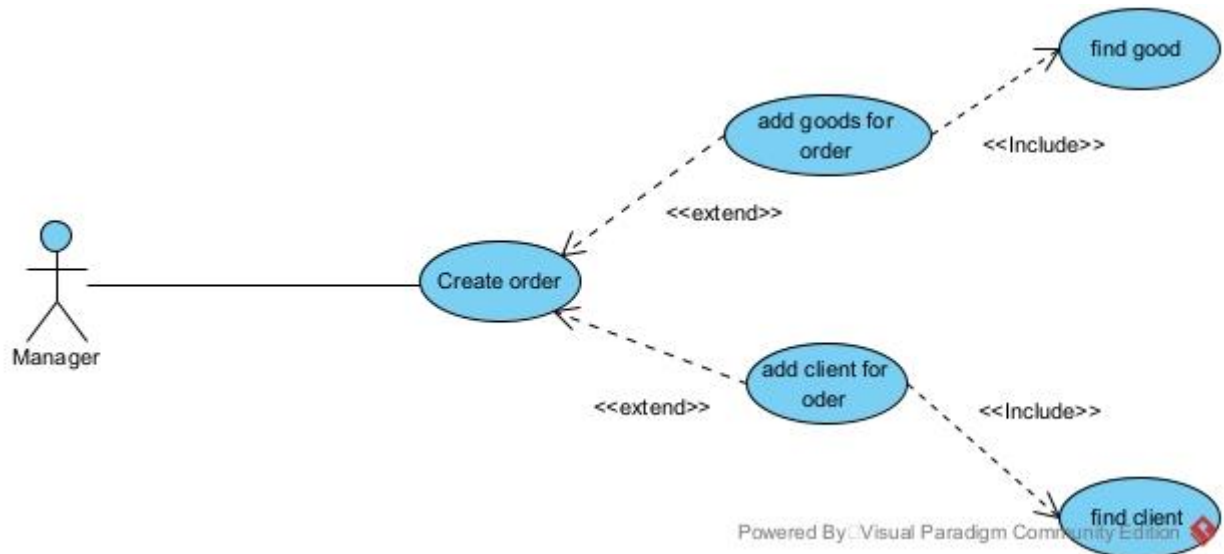 find good
add goods for
order
<<Include>>
<<extend>>
Create order
Manager
add client for
oder
<<extend>>
<<Include>>
find client
Powered By Visual Paradigm Community Edition